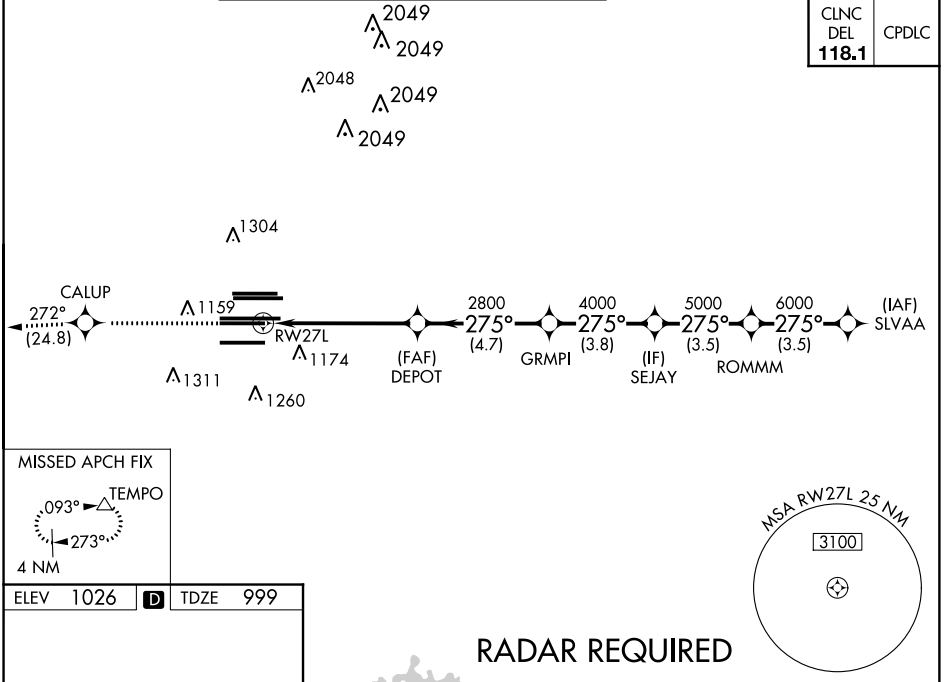 CLNC
DEL
118.1
CPDLC
2049
2049
2048
2049
2049
1304
CALUP
272°
(24.8)
1159
RW27L
1174
1311
1260
(FAF)
DEPOT
2800
275°
(4.7)
GRMPI
4000
275°
(3.8)
(IF)
SEJAY
5000
275°
(3.5)
ROMMM
6000
275°
(3.5)
(IAF)
SLVAA
MISSED APCH FIX
TEMPO
093°
273°
4 NM
MSA RW27L 25 NM
3100
ELEV 1026 D TDZE 999
RADAR REQUIRED